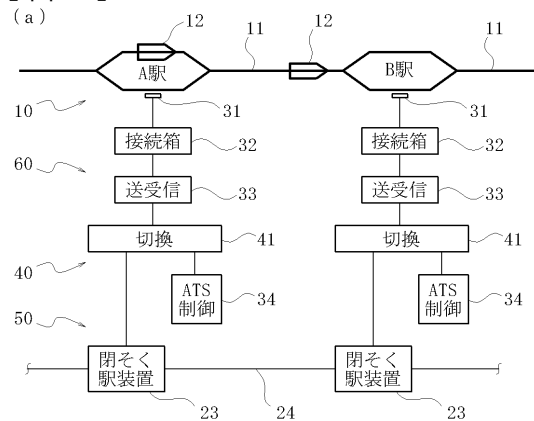 (a)
12 11 12 11
A駅 B駅
10 31 31
接続箱 32 接続箱 32
60
送受信 33 送受信 33
切換 41 切換 41
40
ATS
制御 34 ATS
制御 34
50
閉そく
駅装置 閉そく
駅装置
23 24 23